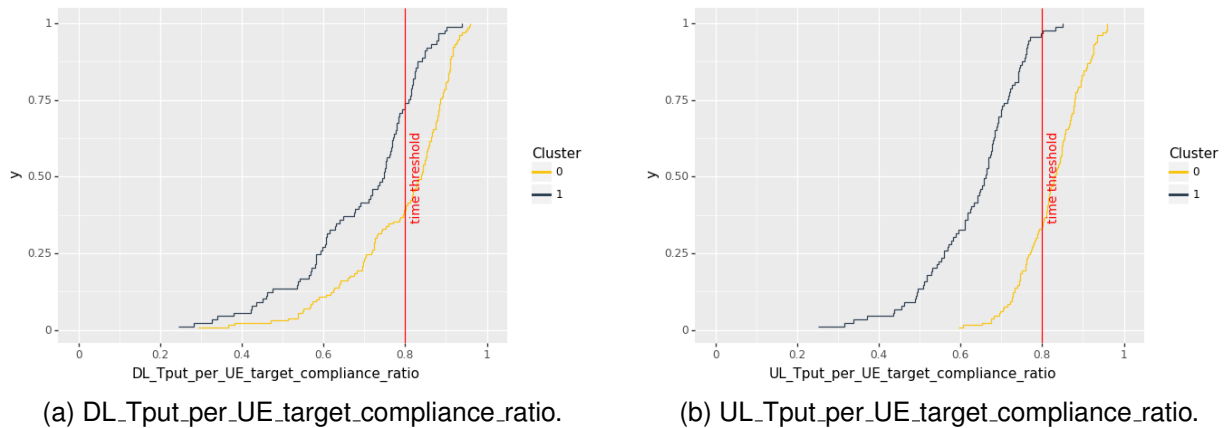 1
0.75
0.50
0.25
0
y
0
0.2
0.4
0.6
0.8
1
DL_Tput_per_UE_target_compliance_ratio
time threshold
Cluster
0
1
(a) DL_Tput_per_UE_target_compliance_ratio.
1
0.75
0.50
0.25
0
y
0
0.2
0.4
0.6
0.8
1
UL_Tput_per_UE_target_compliance_ratio
time threshold
Cluster
0
1
(b) UL_Tput_per_UE_target_compliance_ratio.